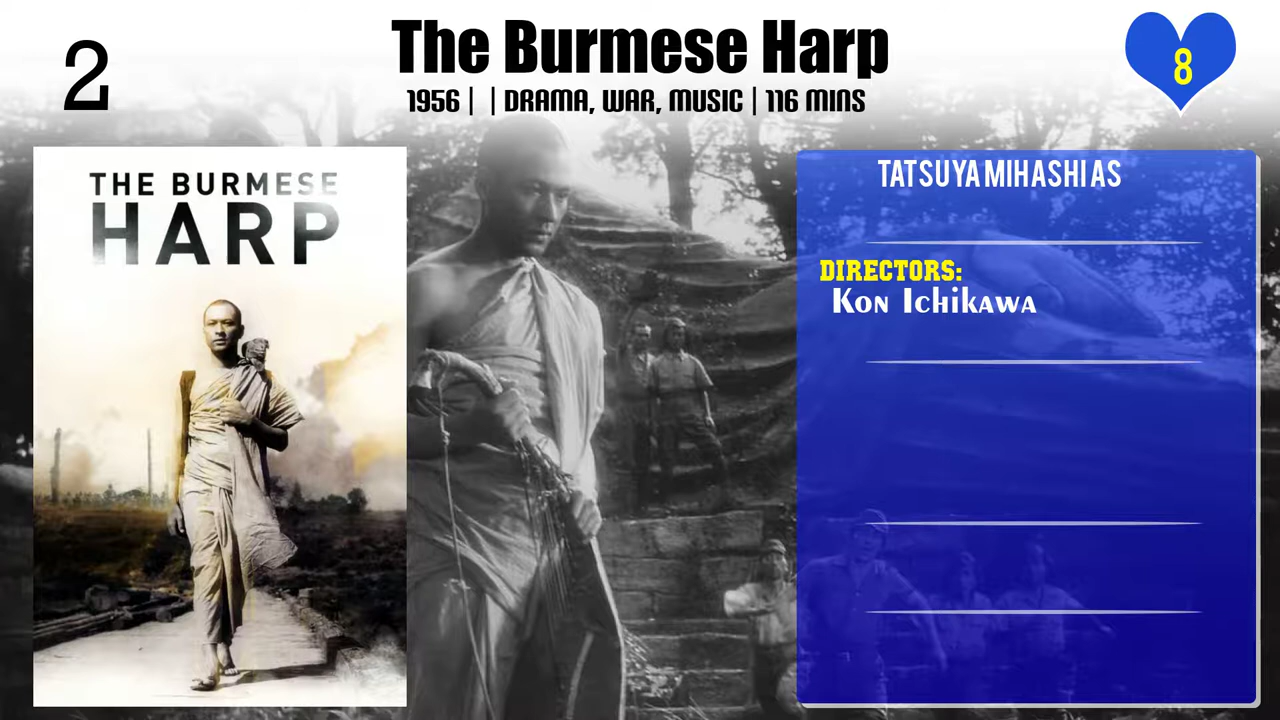 2
The Burmese Harp
8
1956 | | DRAMA, WAR, MUSIC | 116 MINS
THE BURMESE
HARP
TATSUYA MIHASHI AS
DIRECTORS:
KON ICHIKAWA